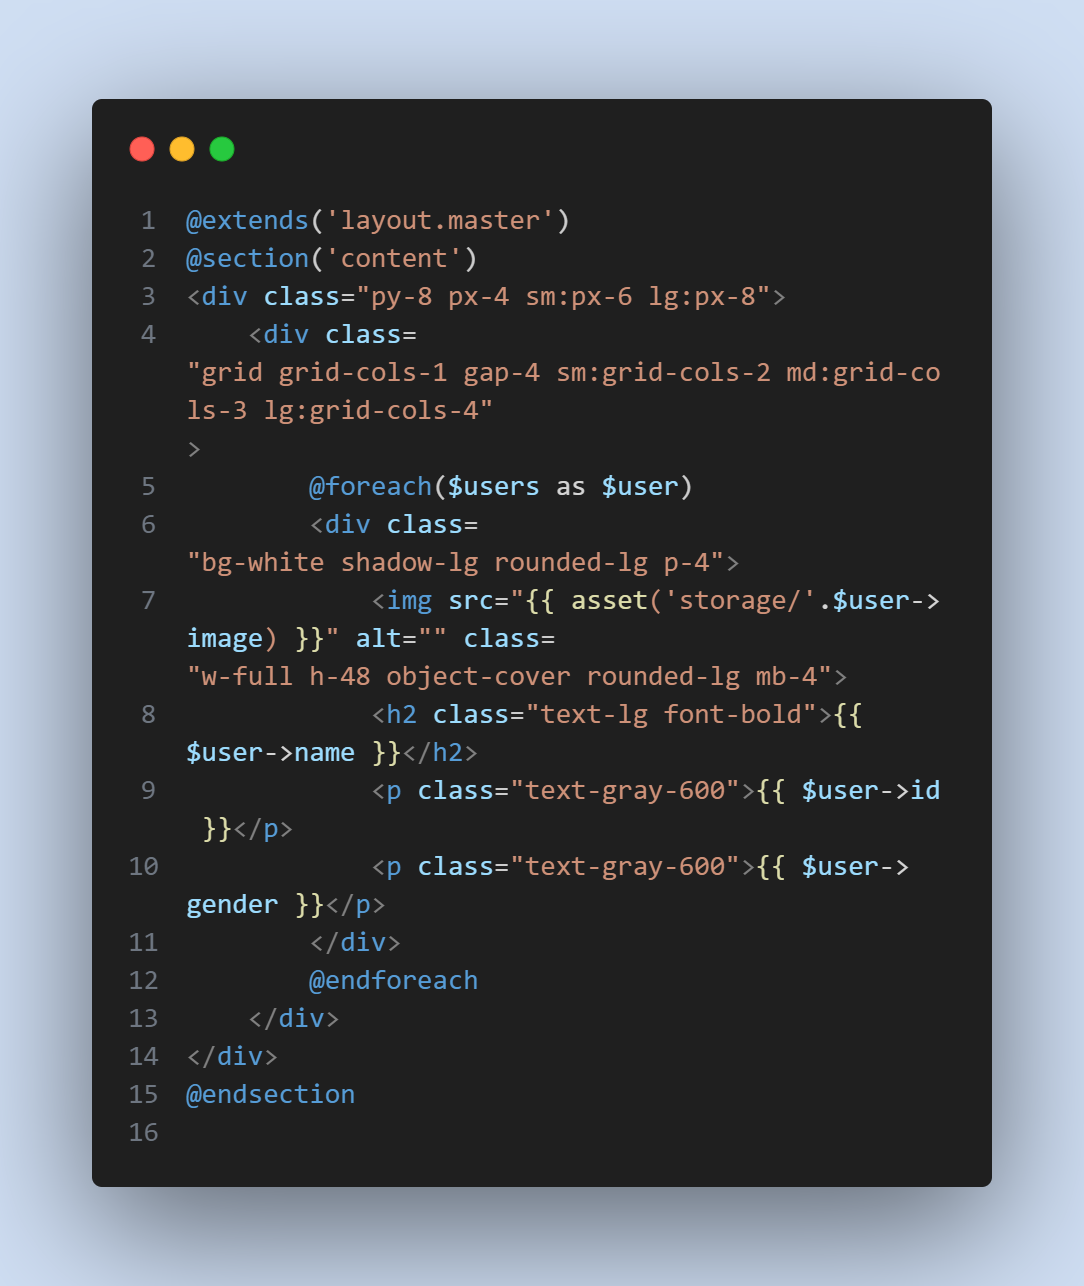 1 @extends('layout.master')
2 @section('content')
3 <div class="py-8 px-4 sm:px-6 lg:px-8">
4     <div class=
"grid grid-cols-1 gap-4 sm:grid-cols-2 md:grid-co
ls-3 lg:grid-cols-4"
>
5         @foreach($users as $user)
6         <div class=
"bg-white shadow-lg rounded-lg p-4">
7             <img src="{{ asset('storage/'.$user->
image) }}" alt="" class=
"w-full h-48 object-cover rounded-lg mb-4">
8             <h2 class="text-lg font-bold">{{
$user->name }}</h2>
9             <p class="text-gray-600">{{ $user->id
 }}</p>
10             <p class="text-gray-600">{{ $user->
gender }}</p>
11         </div>
12         @endforeach
13     </div>
14 </div>
15 @endsection
16